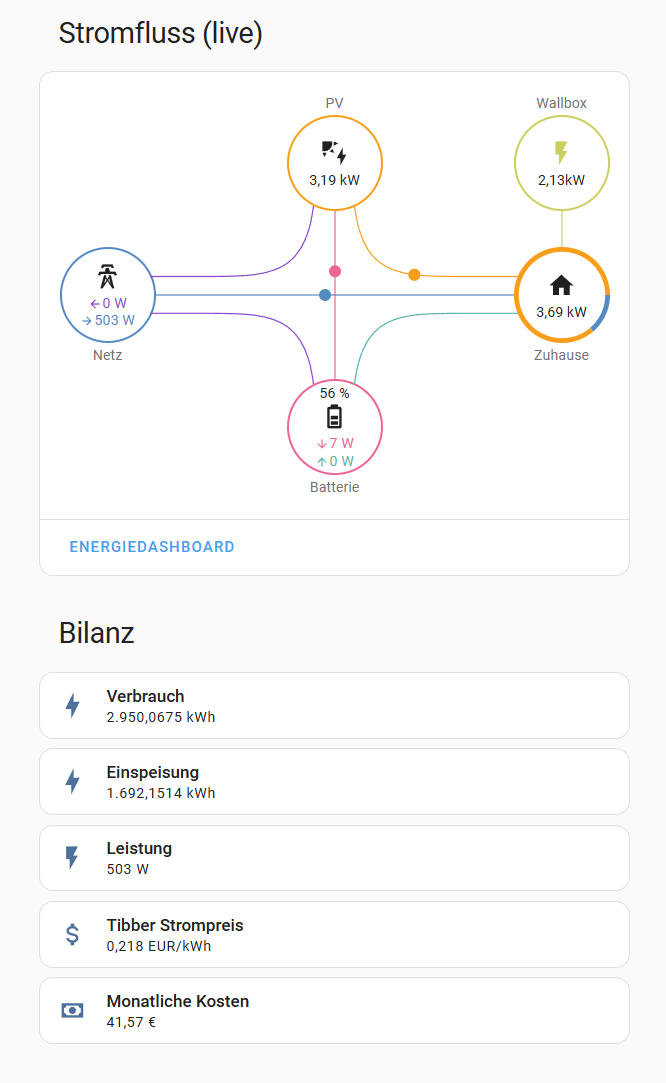 Stromfluss (live)
PV
Wallbox
3,19 kW
2,13kW
←0 W
→503 W
3,69 kW
Netz
Zuhause
56 %
↓7 W
↑0 W
Batterie
ENERGIEDASHBOARD
Bilanz
Verbrauch
2.950,0675 kWh
Einspeisung
1.692,1514 kWh
Leistung
503 W
Tibber Strompreis
0,218 EUR/kWh
Monatliche Kosten
41,57 €